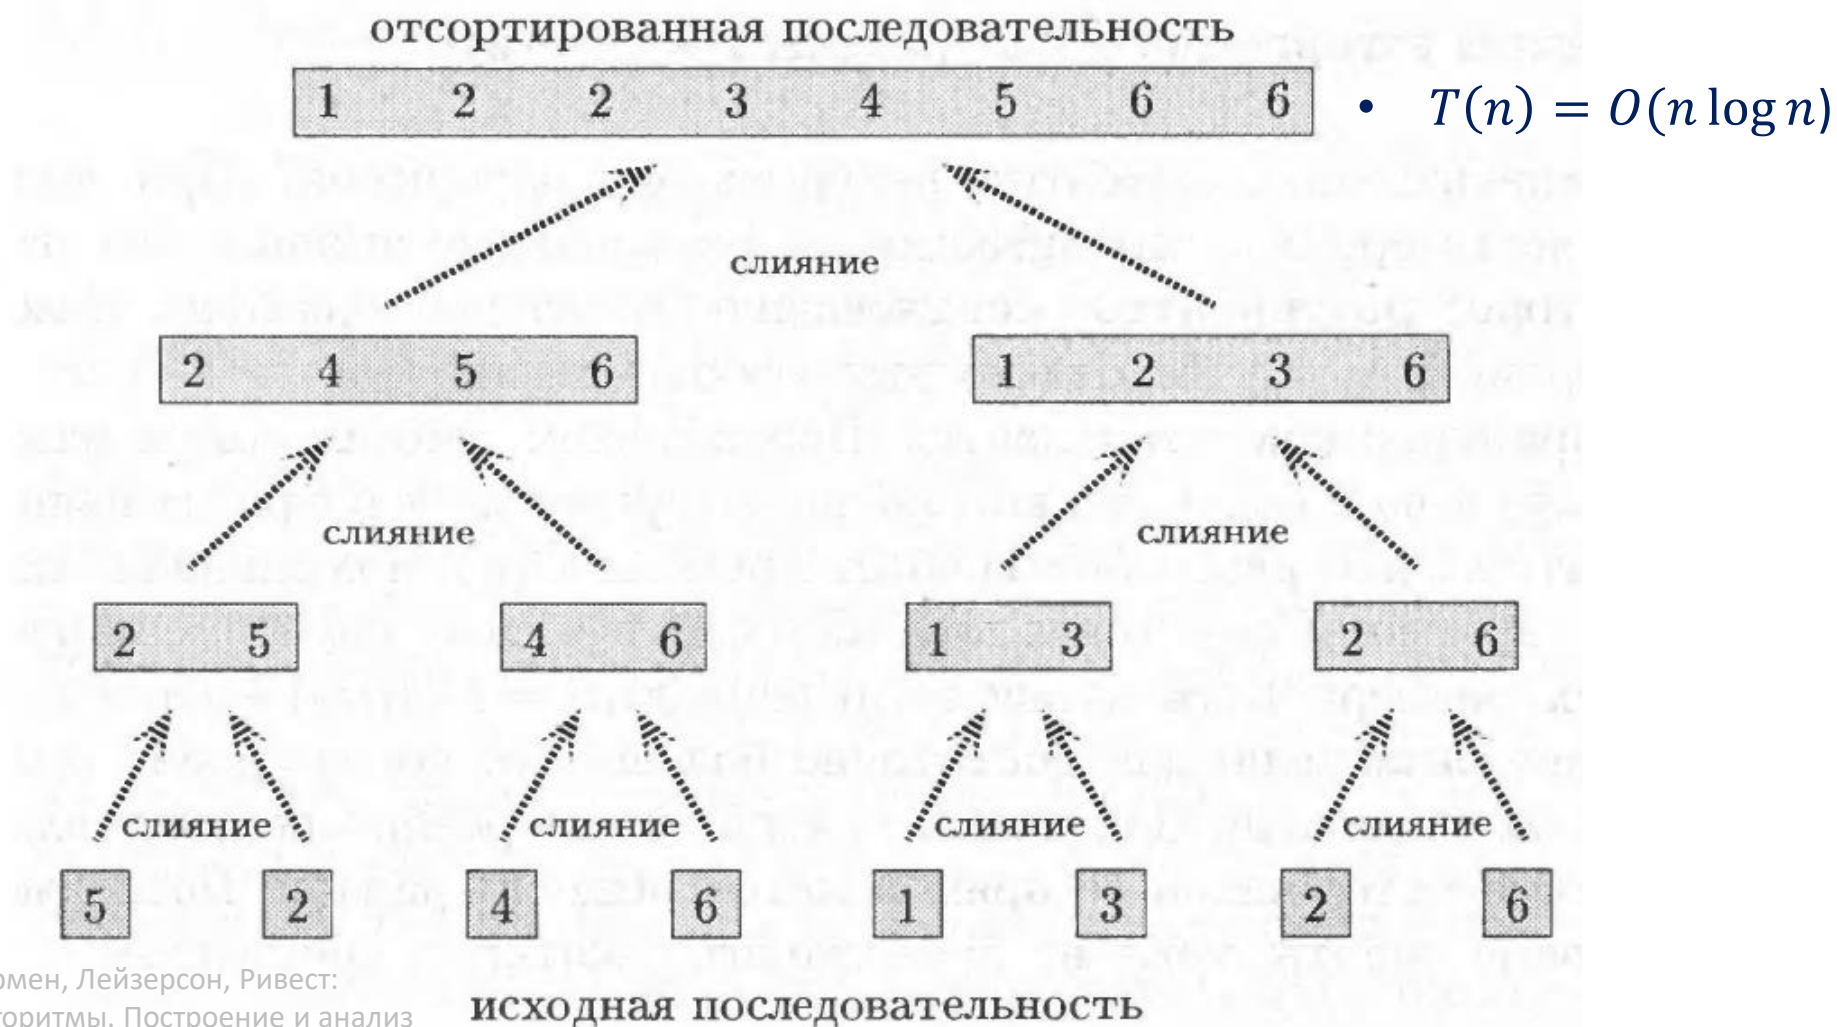 отсортированная последовательность
1 2 2 3 4 5 6 6
• T(n) = O(n log n)
слияние
2 4 5 6
1 2 3 6
слияние
слияние
2 5
4 6
1 3
2 6
слияние
слияние
слияние
слияние
5
2
4
6
1
3
2
6
исходная последовательность
Лейзерсон, Ривест:
Построение и анализ